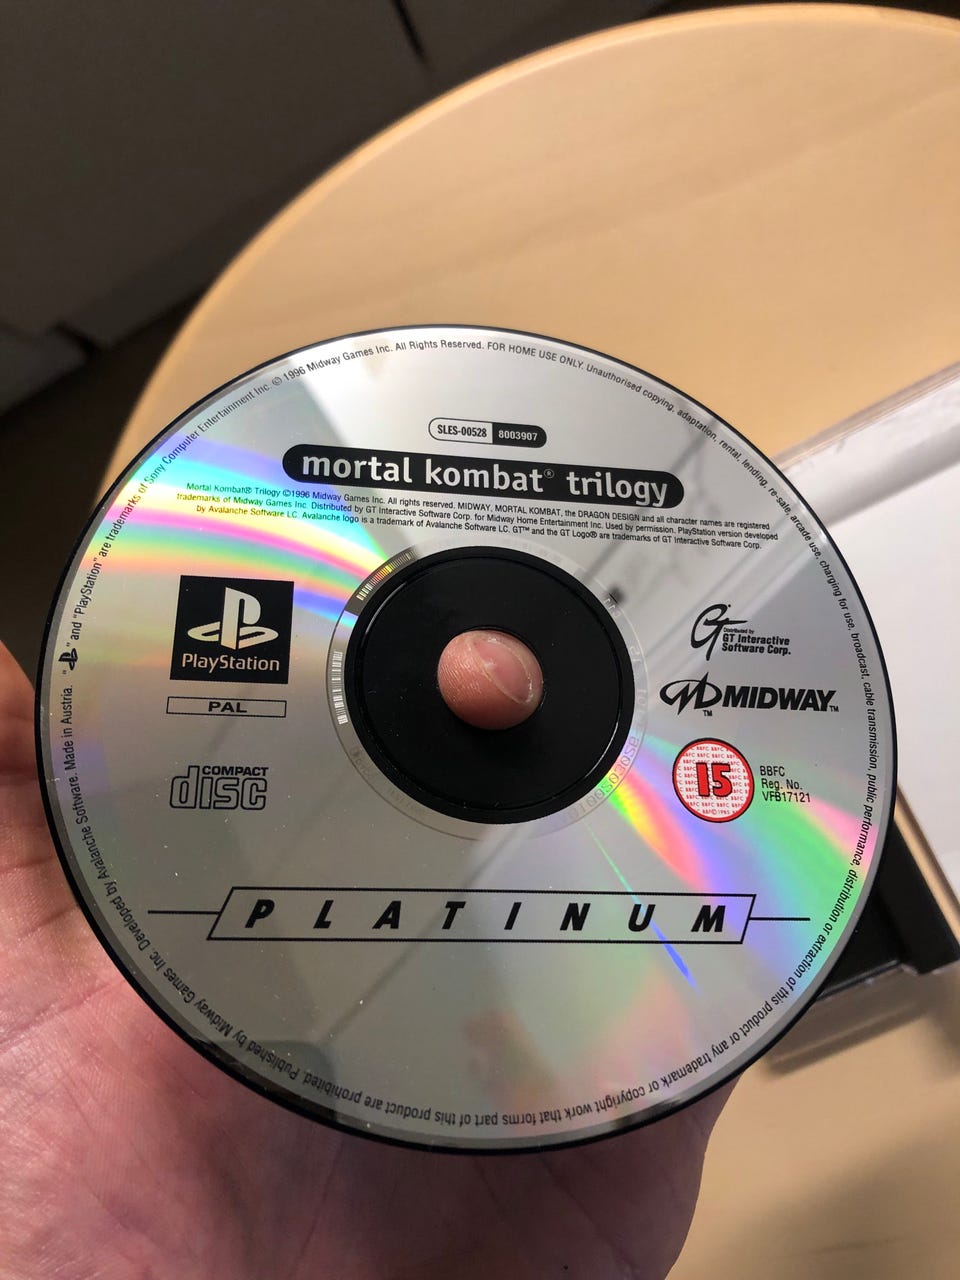 SLES-00528 8003907
mortal kombat® trilogy
Mortal Kombat® Trilogy ©1996 Midway Games Inc. All rights reserved. MIDWAY, MORTAL KOMBAT, the DRAGON DESIGN and all character names are registered
trademarks of Midway Games Inc. Distributed by GT Interactive Software Corp. for Midway Home Entertainment Inc. Used by permission. PlayStation version developed
by Avalanche Software LC. Avalanche logo is a trademark of Avalanche Software LC. GT™ and the GT Logo® are trademarks of GT Interactive Software Corp.
PlayStation
PAL
COMPACT
disc
GT
Distributed by
GT Interactive
Software Corp.
MIDWAY™
15
BBFC
Reg. No.
VFB17121
PLATINUM
"PS" and "PlayStation" are trademarks of Sony Computer Entertainment Inc. © 1996 Midway Games Inc. All Rights Reserved. FOR HOME USE ONLY. Unauthorised copying, adaptation, rental, lending, re-sale, arcade use, charging for use, broadcast, cable transmission, public performance, distribution or extraction of this product or any trademark or copyright work that forms part of this product are prohibited. Published by Midway Games Inc. Developed by Avalanche Software. Made in Austria.